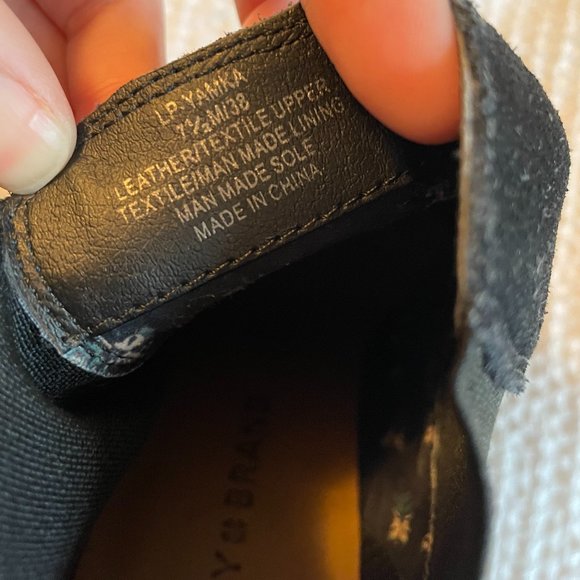 LP-YAMKA
7½M/38
LEATHER/TEXTILE UPPER
TEXTILE/MAN MADE LINING
MAN MADE SOLE
MADE IN CHINA